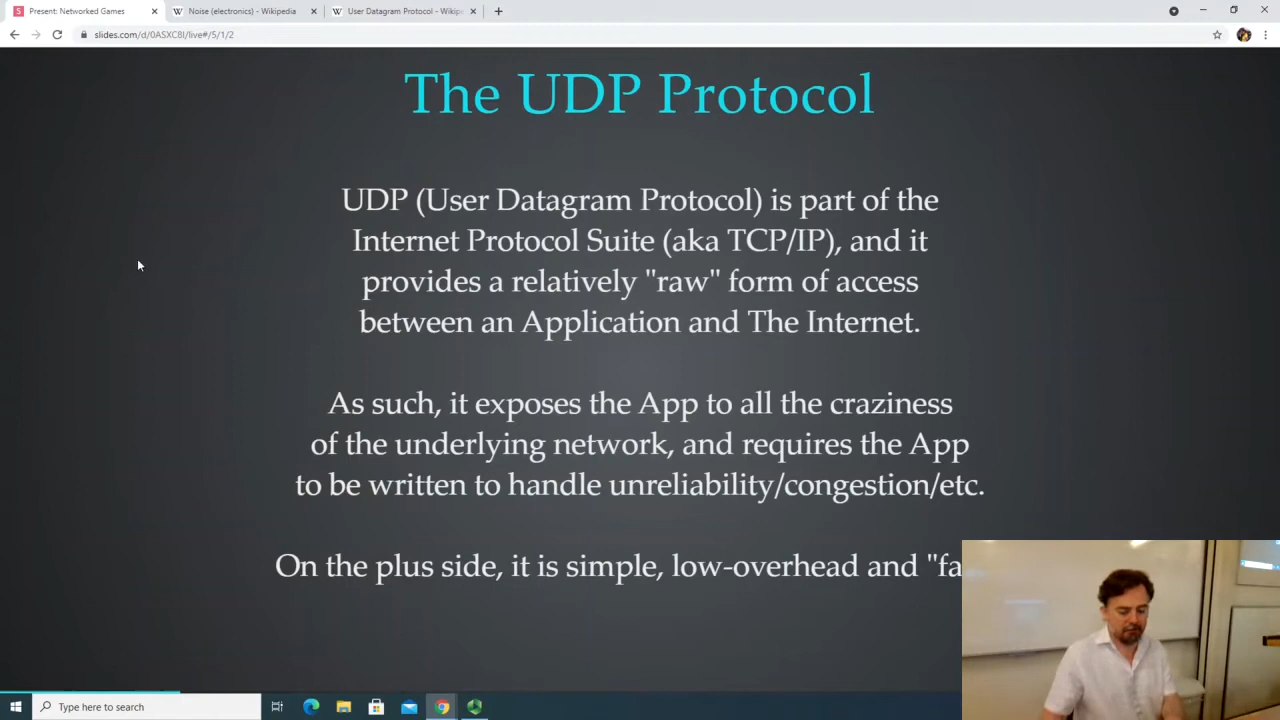 Present: Networked Games
Noise (electronics) - Wikipedia
User Datagram Protocol - Wikip
slides.com/d/0ASXC8I/live#/5/1/2
The UDP Protocol
UDP (User Datagram Protocol) is part of the
Internet Protocol Suite (aka TCP/IP), and it
provides a relatively "raw" form of access
between an Application and The Internet.
As such, it exposes the App to all the craziness
of the underlying network, and requires the App
to be written to handle unreliability/congestion/etc.
On the plus side, it is simple, low-overhead and "fa
Type here to search